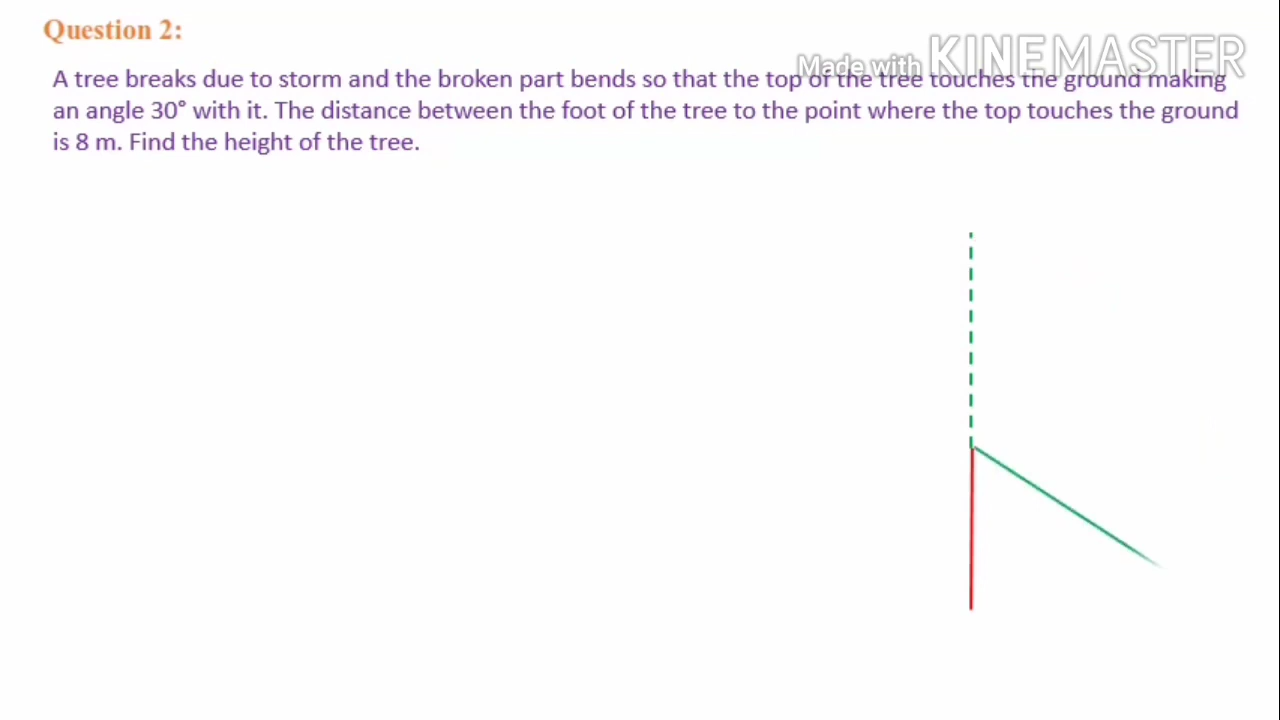 Question 2:
Made with KINEMASTER
A tree breaks due to storm and the broken part bends so that the top of the tree touches the ground making
an angle 30° with it. The distance between the foot of the tree to the point where the top touches the ground
is 8 m. Find the height of the tree.